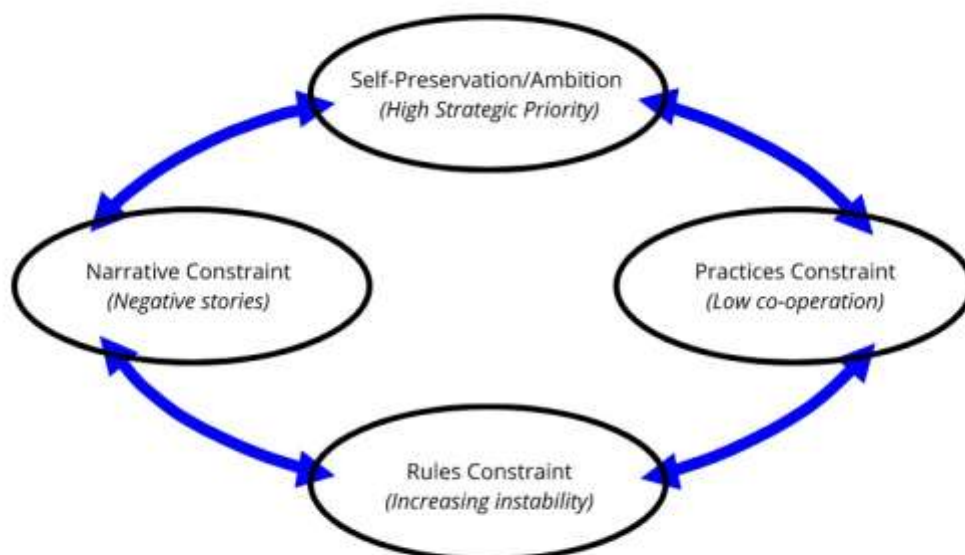 Self-Preservation/Ambition
(High Strategic Priority)
Narrative Constraint
(Negative stories)
Practices Constraint
(Low co-operation)
Rules Constraint
(Increasing instability)